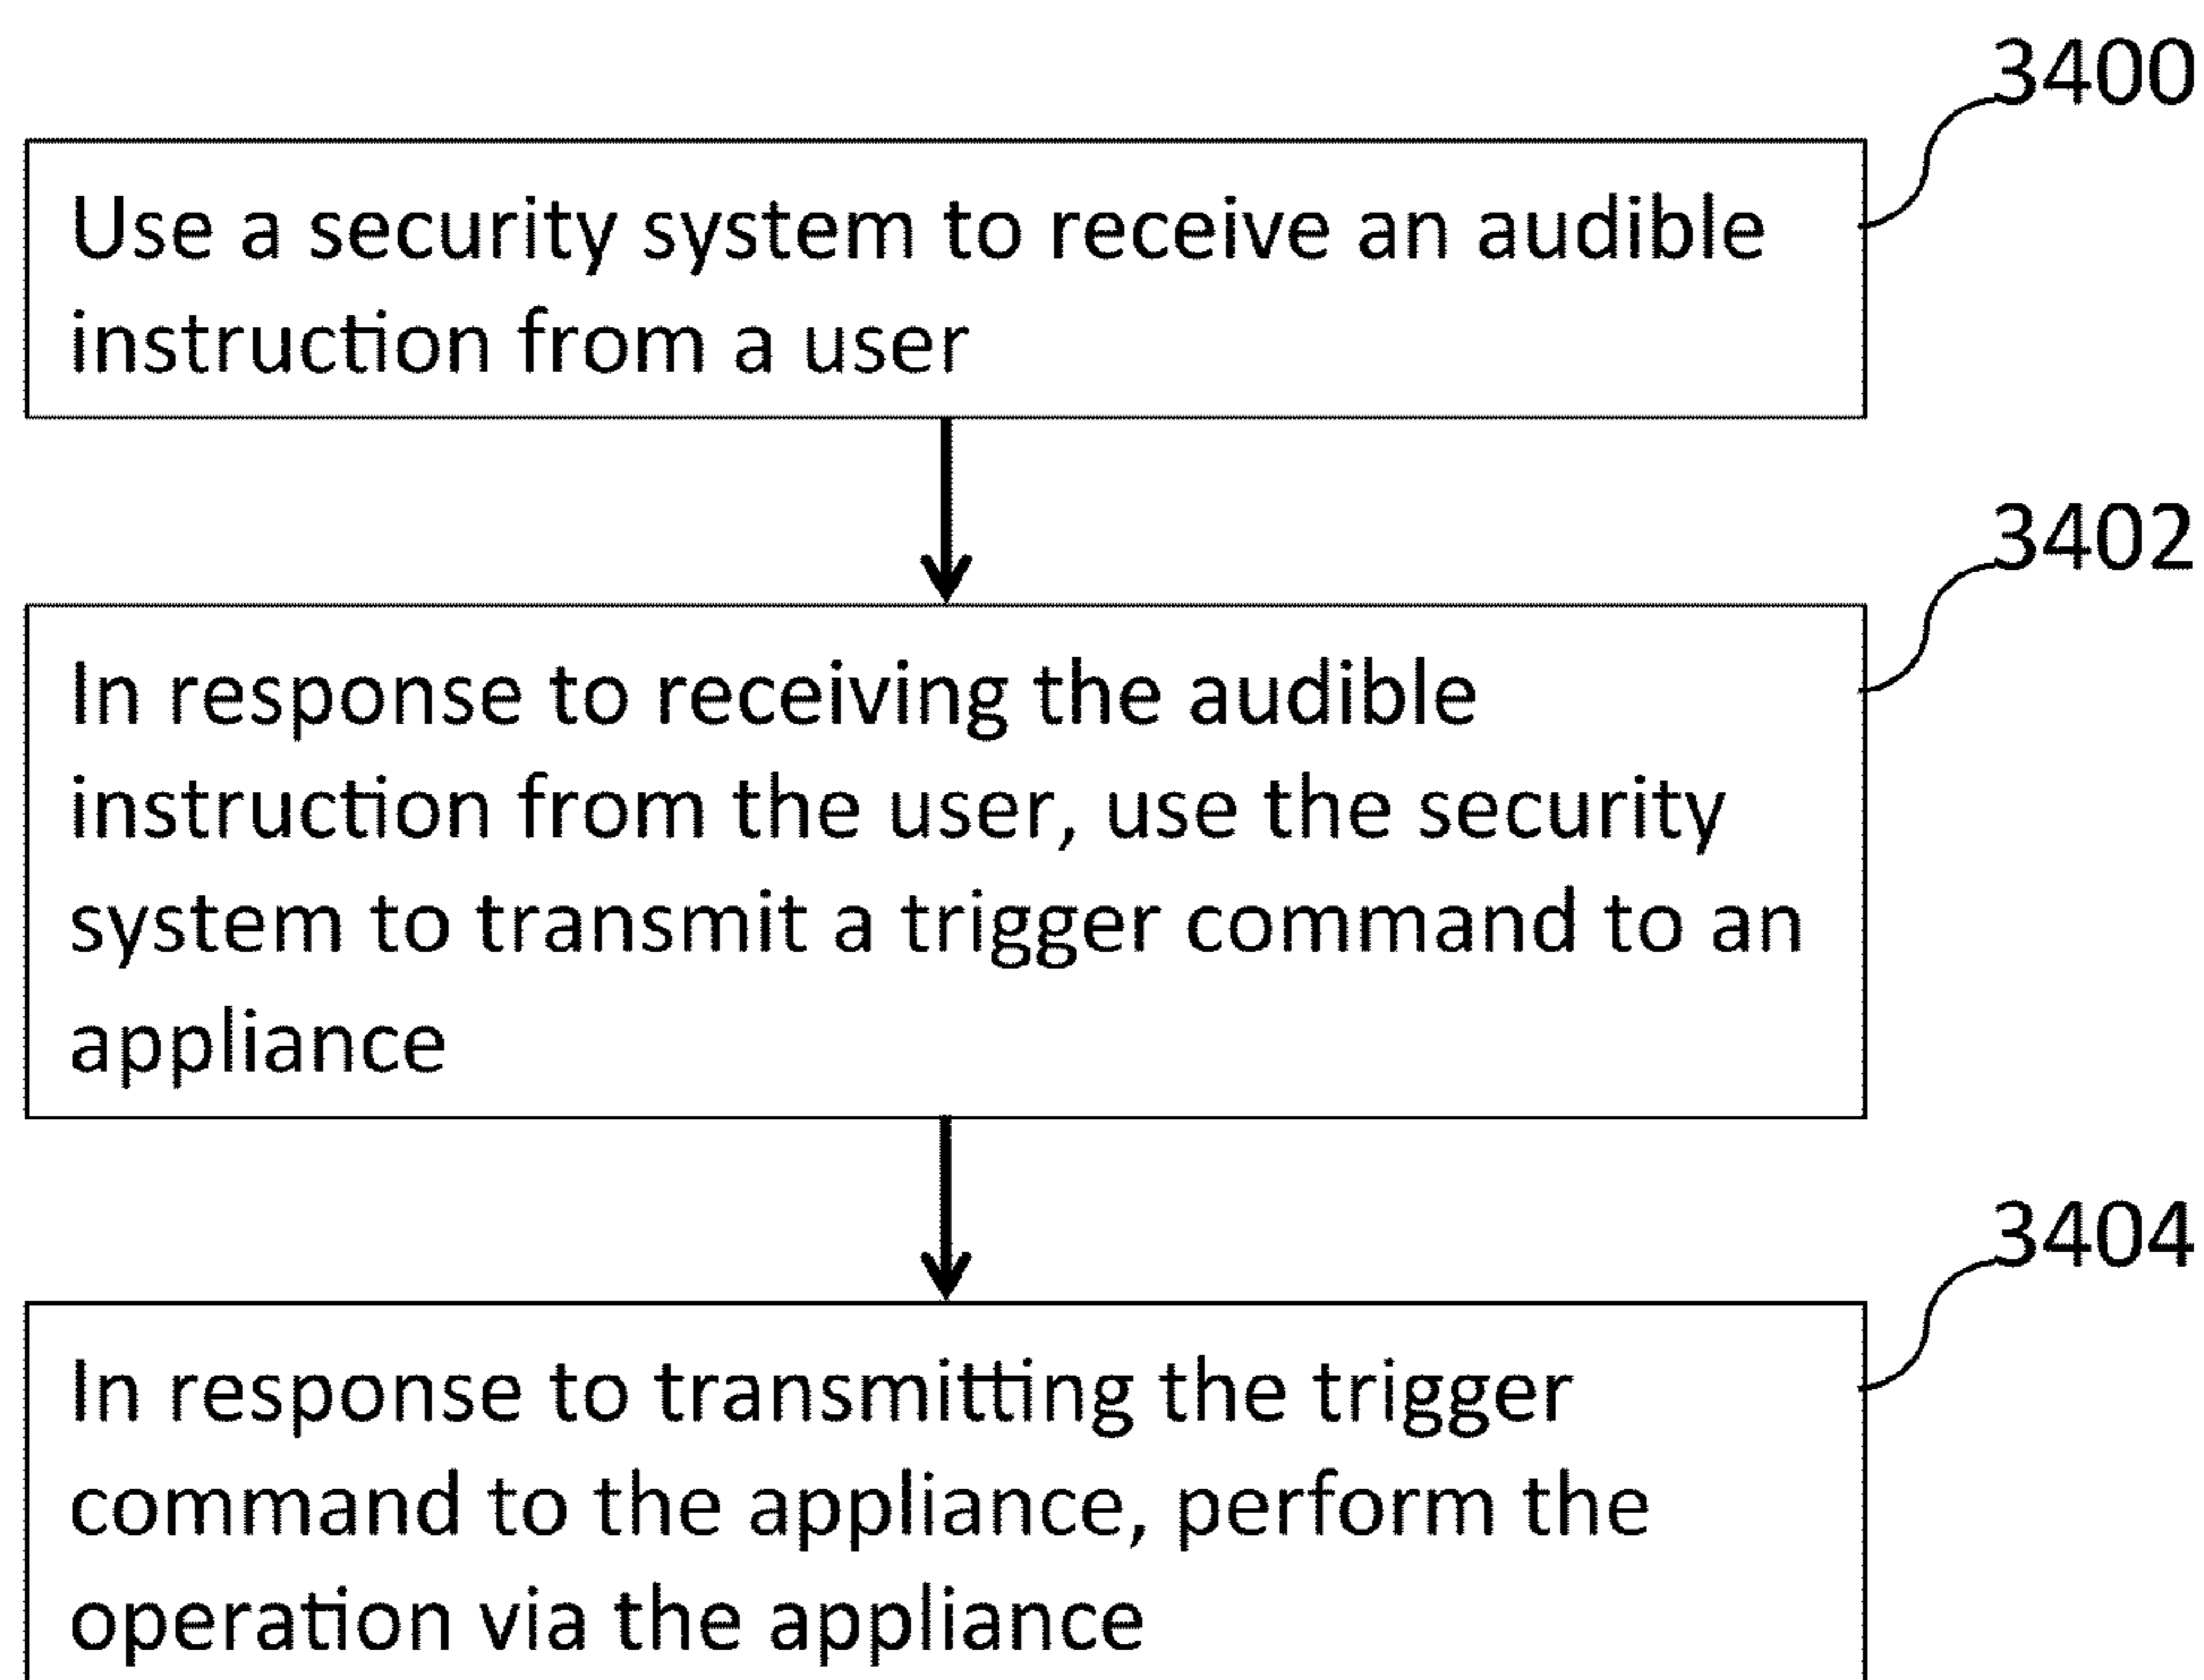 3400
Use a security system to receive an audible
instruction from a user
3402
In response to receiving the audible
instruction from the user, use the security
system to transmit a trigger command to an
appliance
3404
In response to transmitting the trigger
command to the appliance, perform the
operation via the appliance